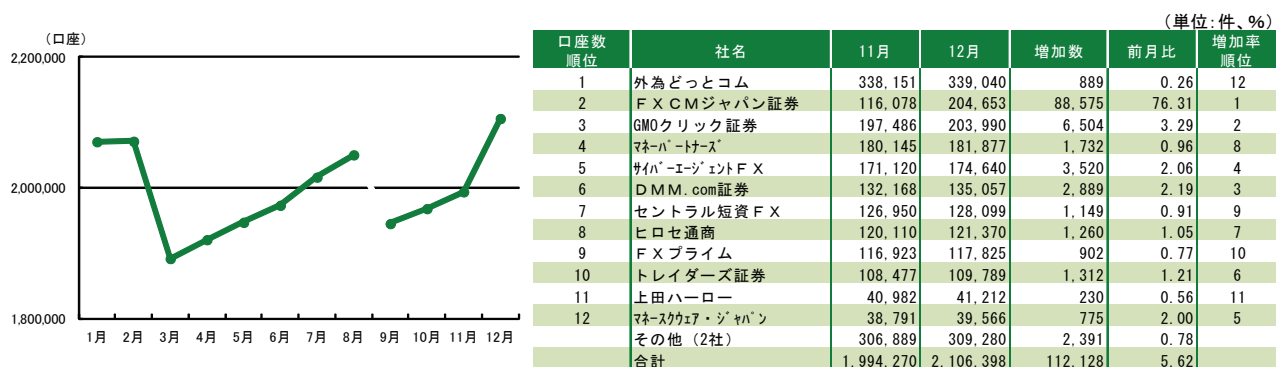 （単位：件、%）
（口座）
2,200,000
2,000,000
1,800,000
1月 2月 3月 4月 5月 6月 7月 8月 9月 10月 11月 12月
口座数順位 社名 11月 12月 増加数 前月比 増加率順位
1 外為どっとコム 338,151 339,040 889 0.26 12
2 ＦＸＣＭジャパン証券 116,078 204,653 88,575 76.31 1
3 GMOクリック証券 197,486 203,990 6,504 3.29 2
4 ﾏﾈｰﾊﾟｰﾄﾅｰｽﾞ 180,145 181,877 1,732 0.96 8
5 ｻｲﾊﾞｰｴｰｼﾞｪﾝﾄＦＸ 171,120 174,640 3,520 2.06 4
6 ＤＭＭ.com証券 132,168 135,057 2,889 2.19 3
7 セントラル短資ＦＸ 126,950 128,099 1,149 0.91 9
8 ヒロセ通商 120,110 121,370 1,260 1.05 7
9 ＦＸプライム 116,923 117,825 902 0.77 10
10 トレイダーズ証券 108,477 109,789 1,312 1.21 6
11 上田ハーロー 40,982 41,212 230 0.56 11
12 ﾏﾈｰｽｸｳｪｱ・ｼﾞｬﾊﾟﾝ 38,791 39,566 775 2.00 5
その他（2社） 306,889 309,280 2,391 0.78
合計 1,994,270 2,106,398 112,128 5.62